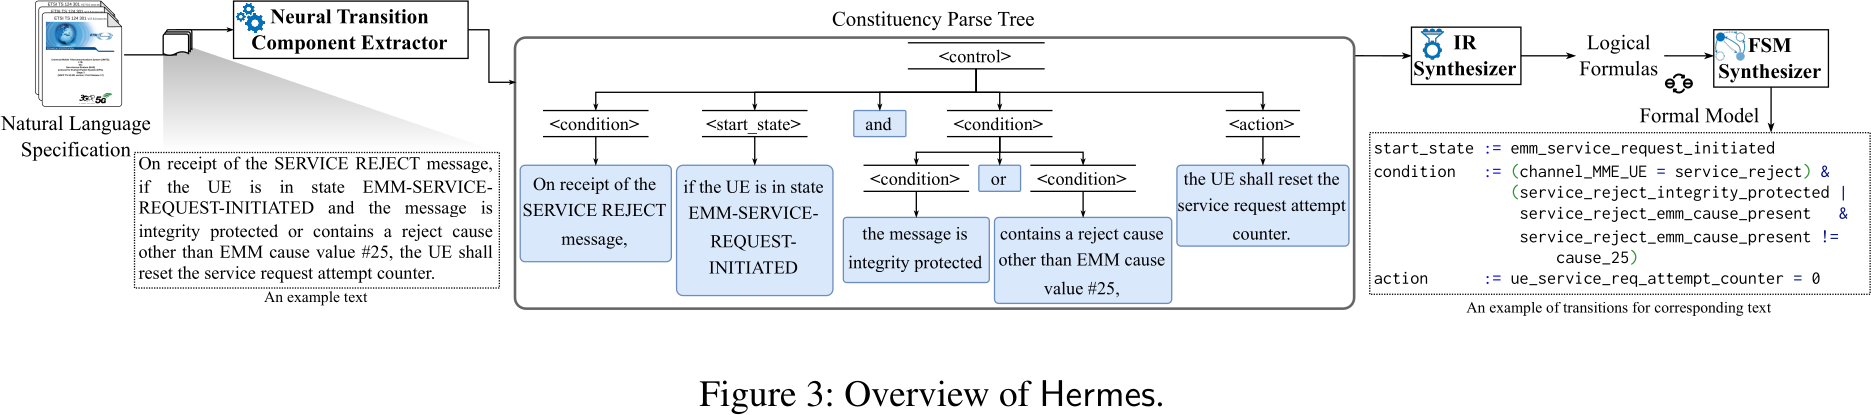 ETSI TS 124 301
Natural Language
Specification
Neural Transition
Component Extractor
On receipt of the SERVICE REJECT message,
if the UE is in state EMM-SERVICE-
REQUEST-INITIATED and the message is
integrity protected or contains a reject cause
other than EMM cause value #25, the UE shall
reset the service request attempt counter.
An example text
Constituency Parse Tree
<control>
<condition>
<start_state>
and
<condition>
<action>
<condition>
or
<condition>
On receipt of the
SERVICE REJECT
message,
if the UE is in state
EMM-SERVICE-
REQUEST-
INITIATED
the message is
integrity protected
contains a reject cause
other than EMM cause
value #25,
the UE shall reset the
service request attempt
counter.
IR
Synthesizer
Logical
Formulas
FSM
Synthesizer
Formal Model
start_state := emm_service_request_initiated
condition := (channel_MME_UE = service_reject) &
(service_reject_integrity_protected |
service_reject_emm_cause_present &
service_reject_emm_cause_present !=
cause_25)
action := ue_service_req_attempt_counter = 0
An example of transitions for corresponding text
Figure 3: Overview of Hermes.